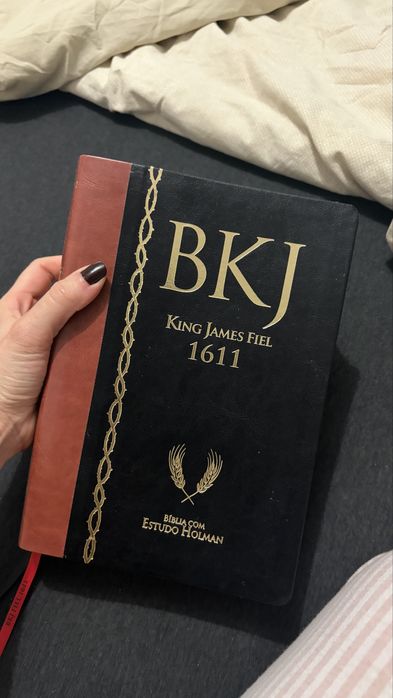 BKJ
King James Fiel
1611
Bíblia com
Estudo Holman